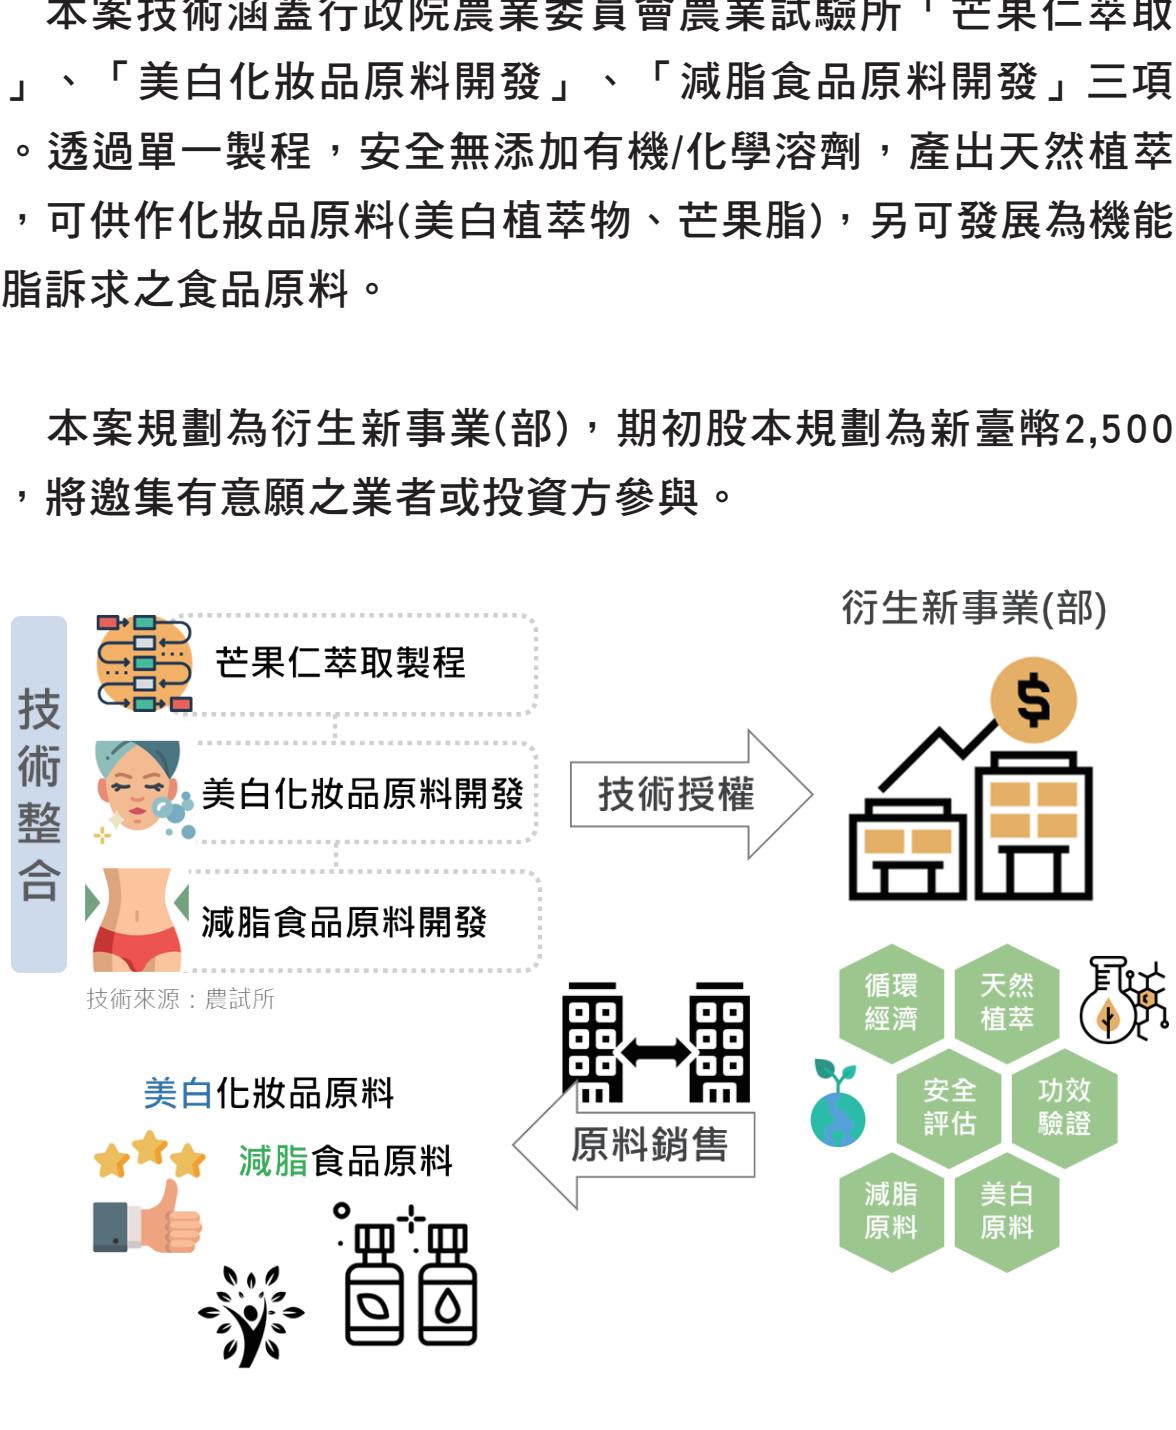 本案技術涵蓋行政院農業委員會農業試驗所「芒果仁萃取
」、「美白化妝品原料開發」、「減脂食品原料開發」三項
。透過單一製程，安全無添加有機/化學溶劑，產出天然植萃
，可供作化妝品原料(美白植萃物、芒果脂)，另可發展為機能
脂訴求之食品原料。
本案規劃為衍生新事業(部)，期初股本規劃為新臺幣2,500
，將邀集有意願之業者或投資方參與。
技術整合
芒果仁萃取製程
美白化妝品原料開發
減脂食品原料開發
技術來源：農試所
技術授權
衍生新事業(部)
$
循環
經濟
天然
植萃
安全
評估
功效
驗證
減脂
原料
美白
原料
原料銷售
美白化妝品原料
減脂食品原料